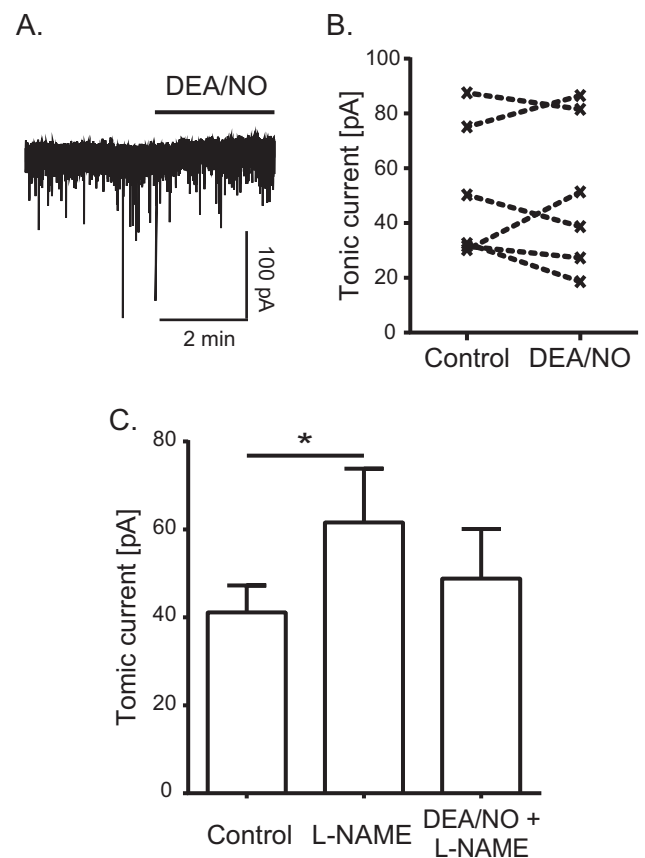 A.
DEA/NO
100 pA
2 min
B.
Tonic current [pA]
100
80
60
40
20
0
Control
DEA/NO
C.
Tomic current [pA]
80
60
40
20
0
*
Control
L-NAME
DEA/NO +
L-NAME